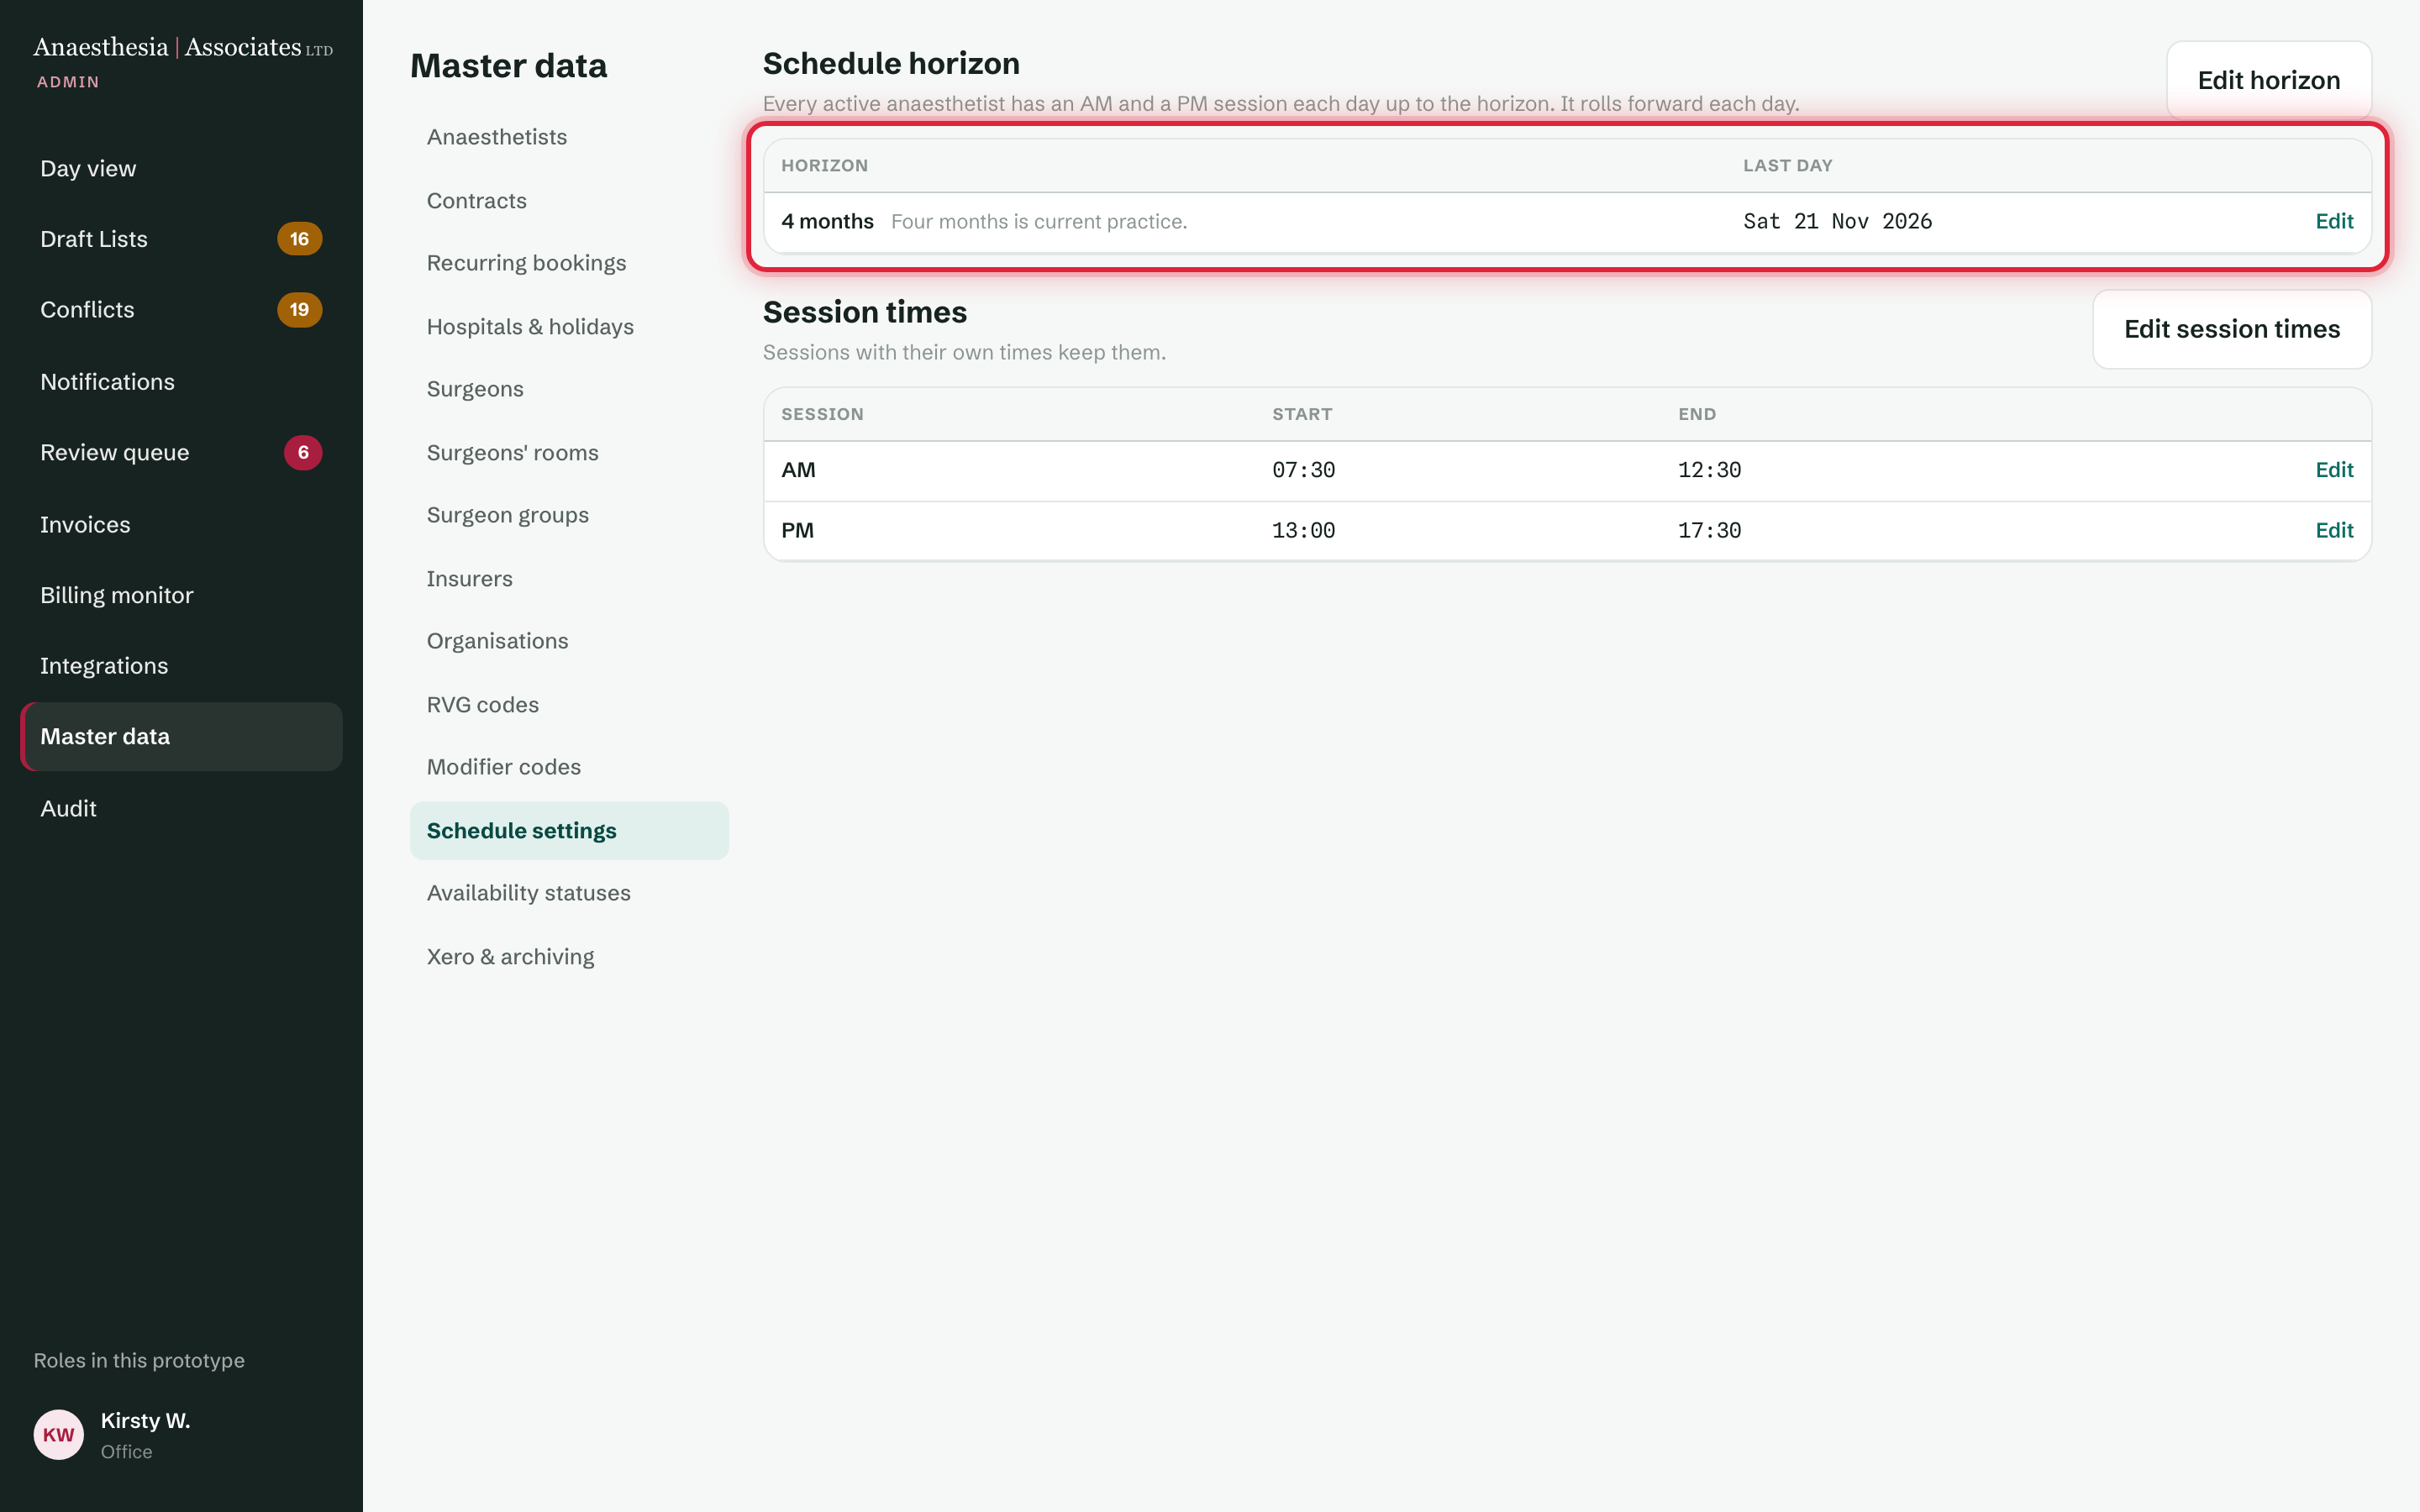 Anaesthesia | Associates LTD
ADMIN
Day view
Draft Lists 16
Conflicts 19
Notifications
Review queue 6
Invoices
Billing monitor
Integrations
Master data
Audit
Roles in this prototype
KW
Kirsty W.
Office
Master data
Anaesthetists
Contracts
Recurring bookings
Hospitals & holidays
Surgeons
Surgeons' rooms
Surgeon groups
Insurers
Organisations
RVG codes
Modifier codes
Schedule settings
Availability statuses
Xero & archiving
Schedule horizon
Every active anaesthetist has an AM and a PM session each day up to the horizon. It rolls forward each day.
Edit horizon
HORIZON LAST DAY
4 months Four months is current practice. Sat 21 Nov 2026 Edit
Session times
Sessions with their own times keep them.
Edit session times
SESSION START END
AM 07:30 12:30 Edit
PM 13:00 17:30 Edit